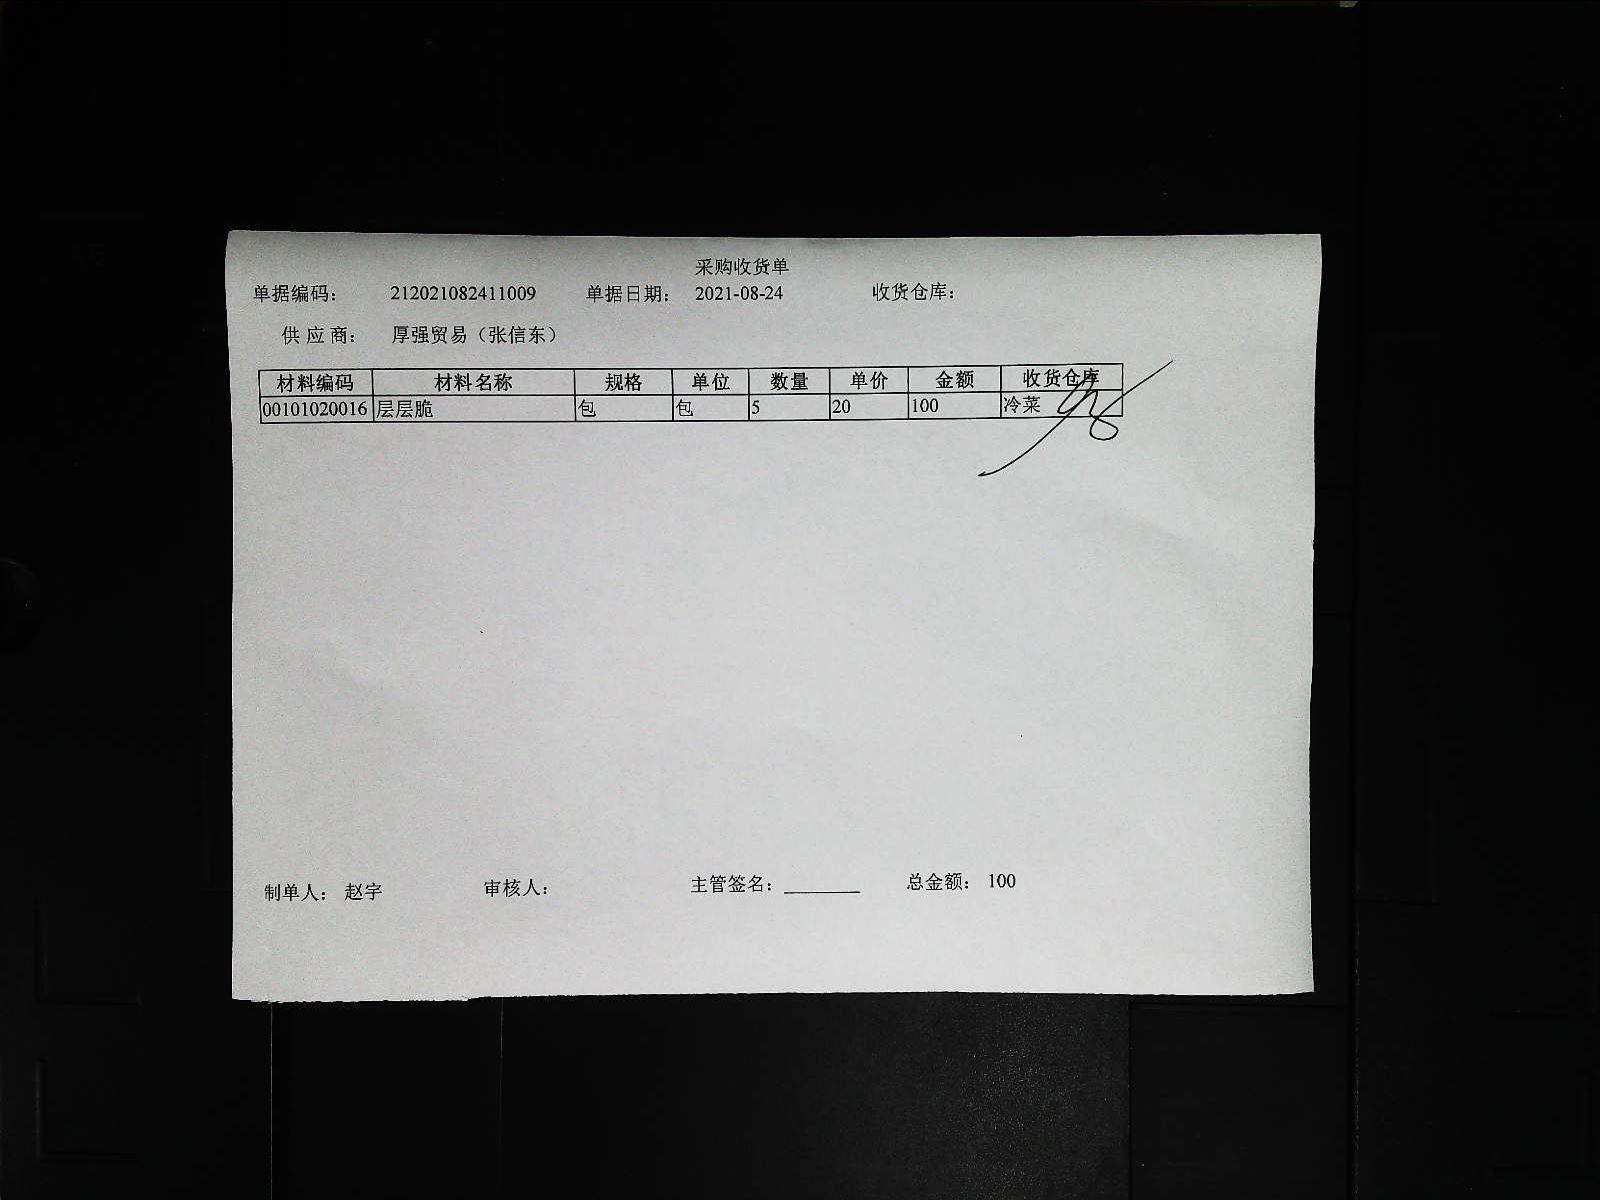 采购收货单
单据编码： 212021082411009 单据日期： 2021-08-24 收货仓库：
供应商： 厚强贸易（张信东）
材料编码 材料名称 规格 单位 数量 单价 金额 收货仓库
00101020016 层层脆 包 包 5 20 100 冷菜
制单人： 赵宇 审核人： 主管签名： 总金额： 100